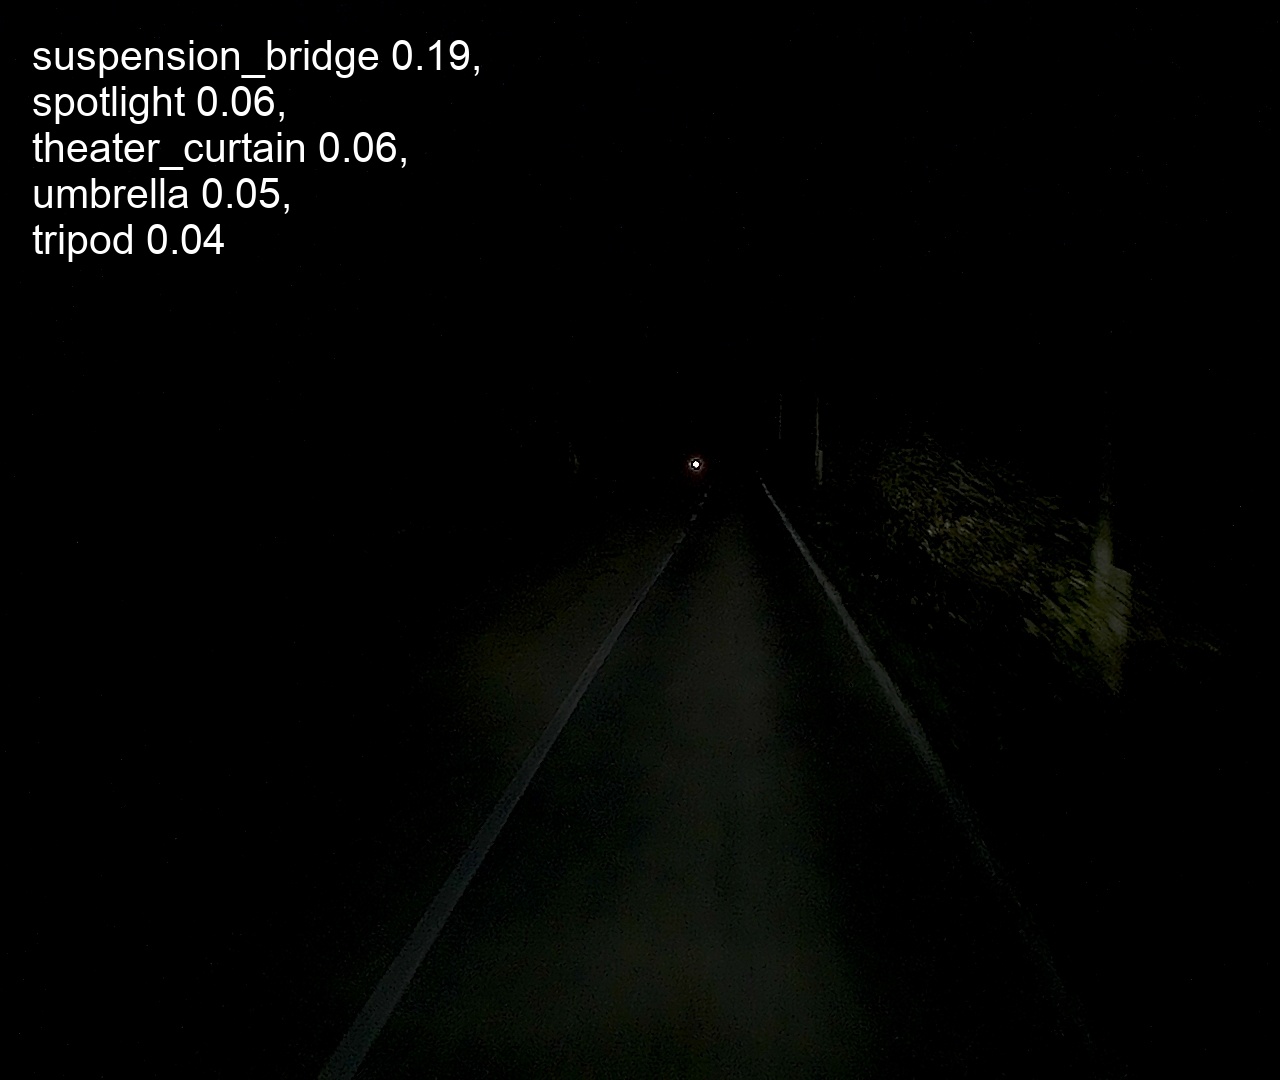 suspension_bridge 0.19,
spotlight 0.06,
theater_curtain 0.06,
umbrella 0.05,
tripod 0.04